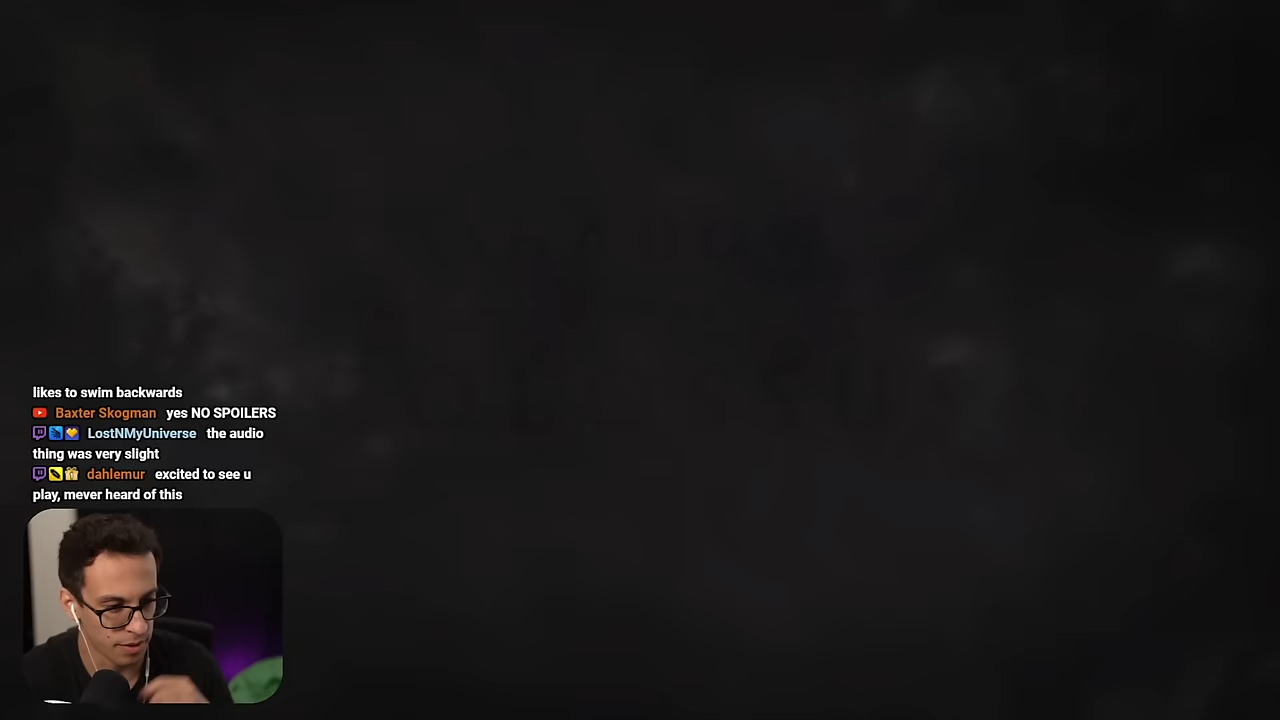 likes to swim backwards
Baxter Skogman yes NO SPOILERS
LostNMyUniverse the audio
thing was very slight
dahlemur excited to see u
play, mever heard of this